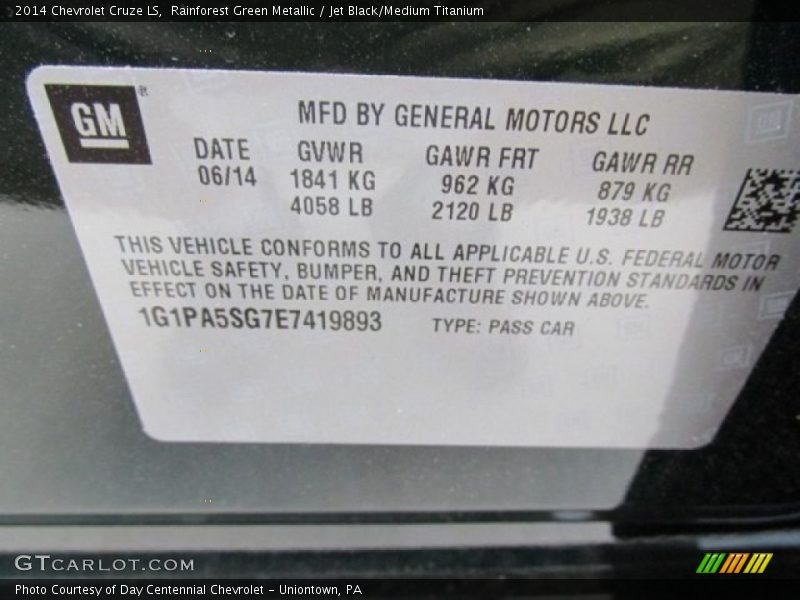 2014 Chevrolet Cruze LS, Rainforest Green Metallic / Jet Black/Medium Titanium
GM ®
MFD BY GENERAL MOTORS LLC
DATE GVWR GAWR FRT GAWR RR
06/14 1841 KG 962 KG 879 KG
4058 LB 2120 LB 1938 LB
THIS VEHICLE CONFORMS TO ALL APPLICABLE U.S. FEDERAL MOTOR
VEHICLE SAFETY, BUMPER, AND THEFT PREVENTION STANDARDS IN
EFFECT ON THE DATE OF MANUFACTURE SHOWN ABOVE.
1G1PA5SG7E7419893 TYPE: PASS CAR
GTCARLOT.COM
Photo Courtesy of Day Centennial Chevrolet - Uniontown, PA